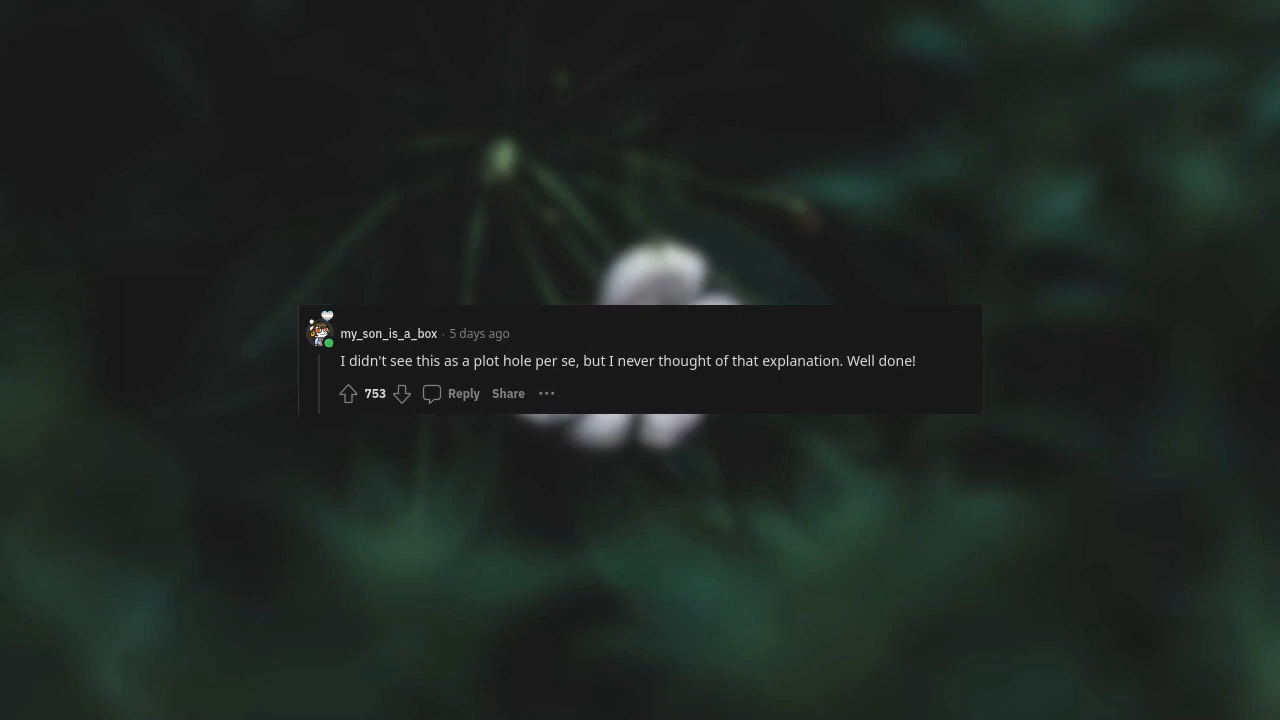 my_son_is_a_box · 5 days ago
I didn't see this as a plot hole per se, but I never thought of that explanation. Well done!
753 Reply Share ···